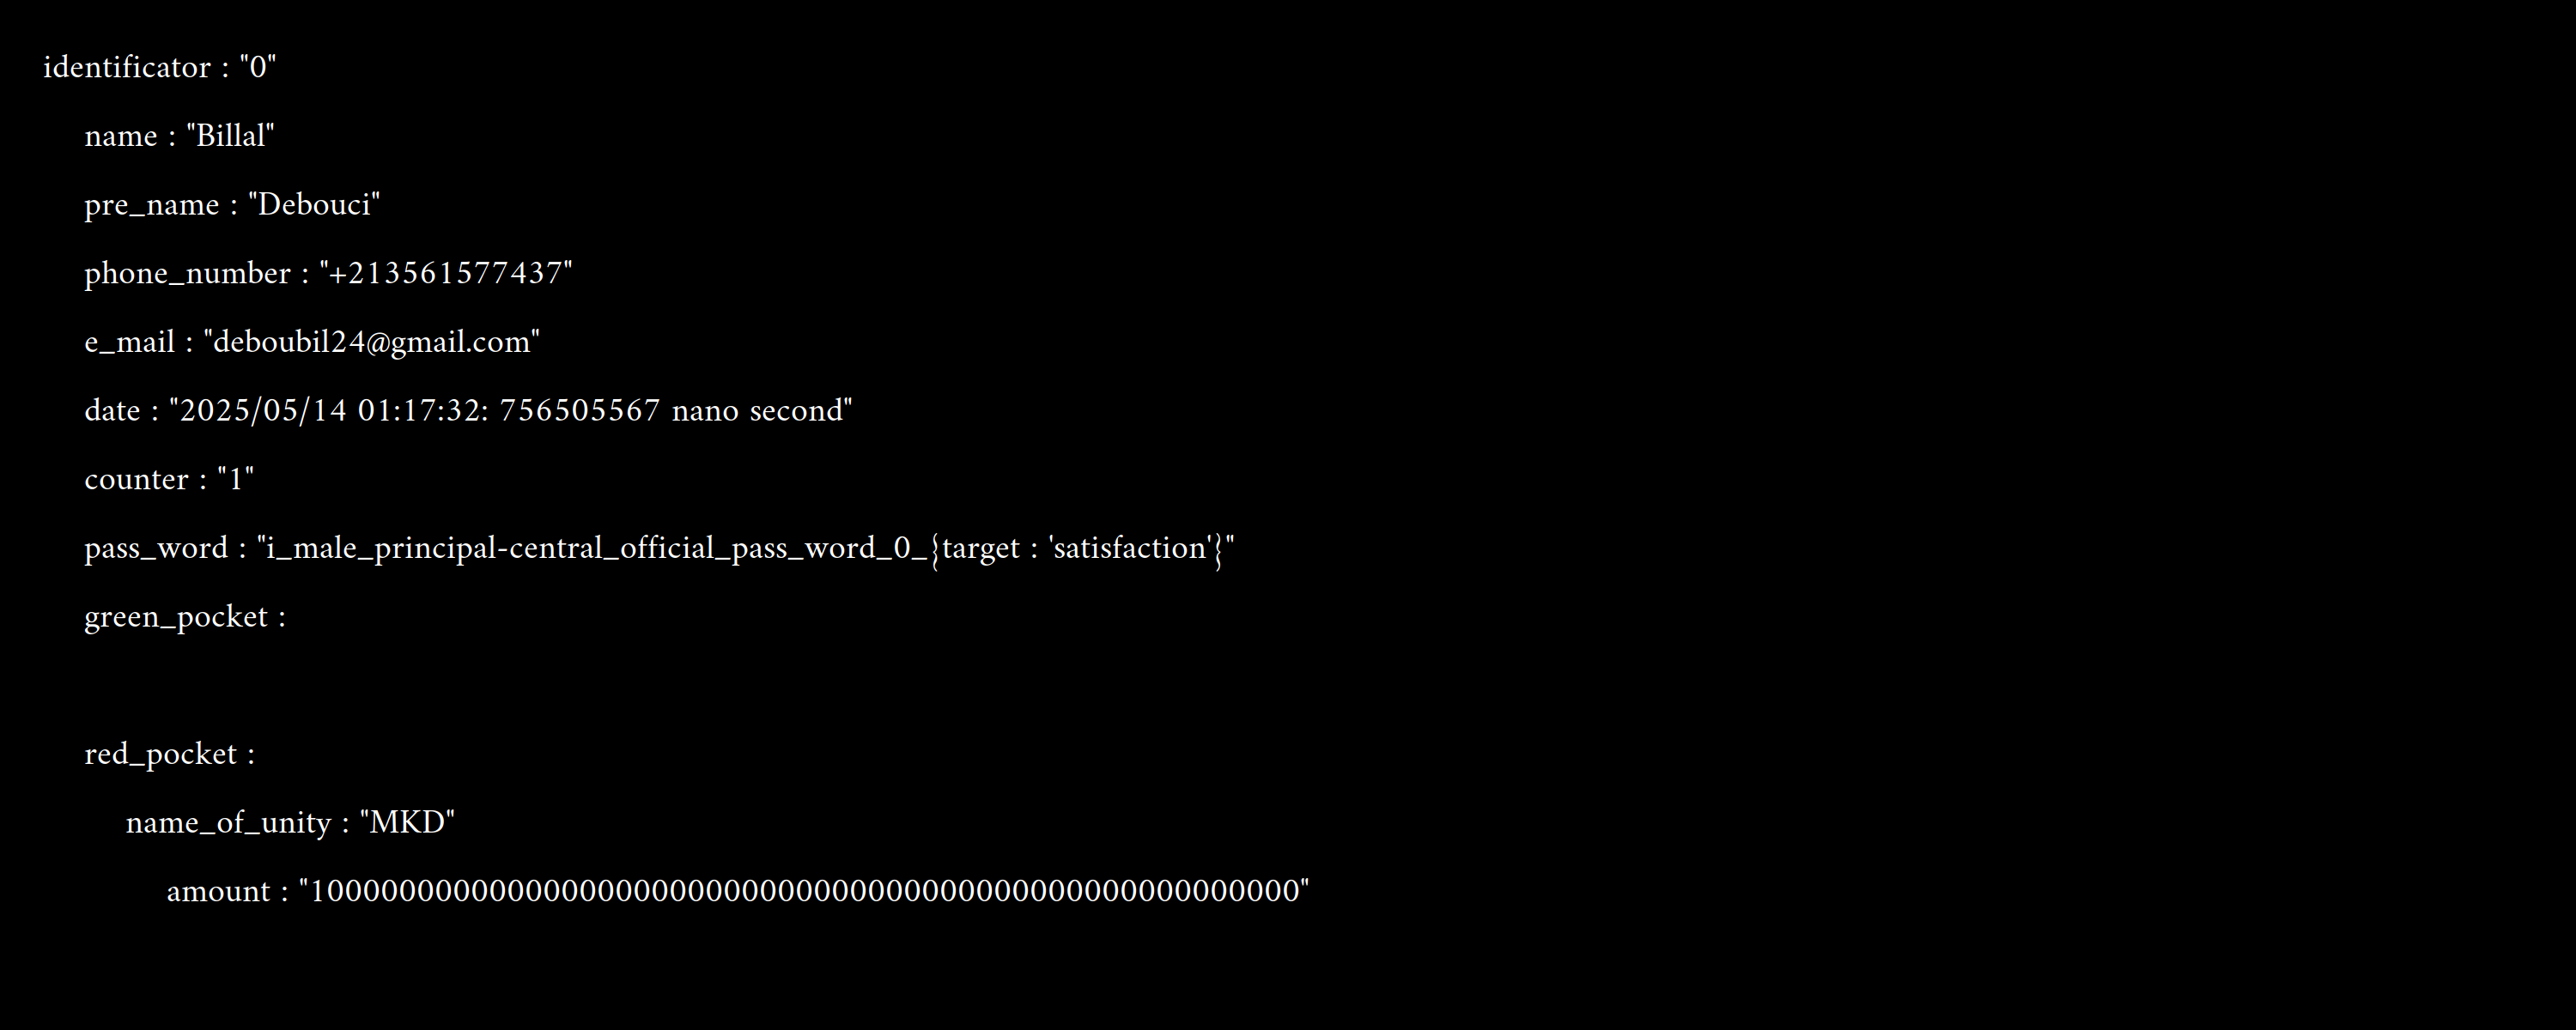 identificator : "0"
name : "Billal"
pre_name : "Debouci"
phone_number : "+213561577437"
e_mail : "deboubil24@gmail.com"
date : "2025/05/14 01:17:32: 756505567 nano second"
counter : "1"
pass_word : "i_male_principal-central_official_pass_word_0_{target : 'satisfaction'}"
green_pocket :
red_pocket :
name_of_unity : "MKD"
amount : "1000000000000000000000000000000000000000000000000000000"